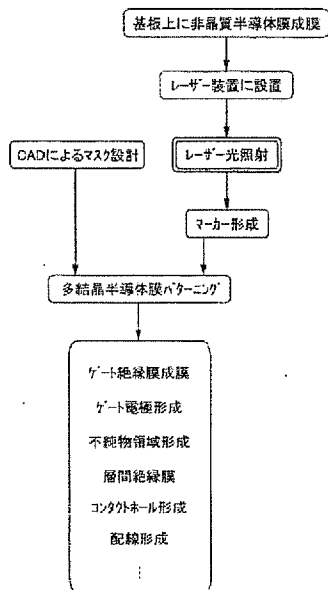 基板上に非晶質半導体膜成膜
レーザー装置に設置
CADによるマスク設計
レーザー光照射
マーカー形成
多結晶半導体膜パターニング
ゲート絶縁膜成膜
ゲート電極形成
不純物領域形成
層間絶縁膜
コンタクトホール形成
配線形成
⋮